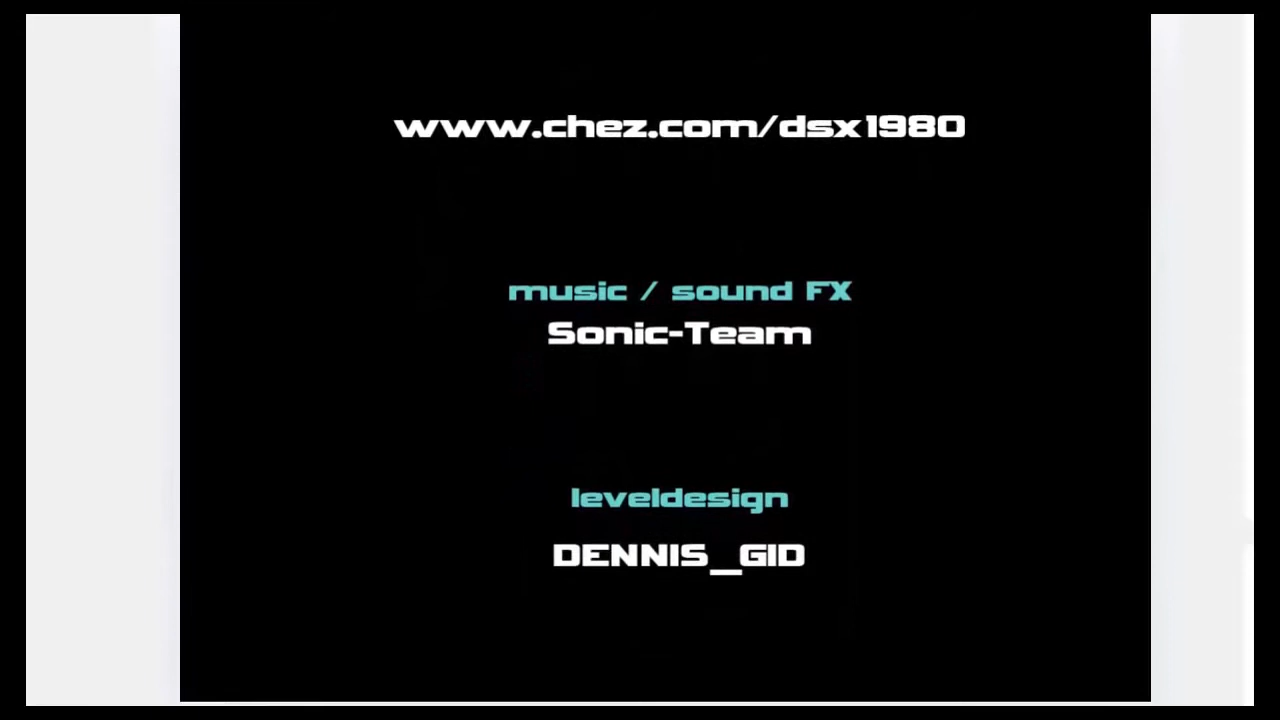 www.chez.com/dsx1980
music / sound FX
Sonic-Team
leveldesign
DENNIS_GID